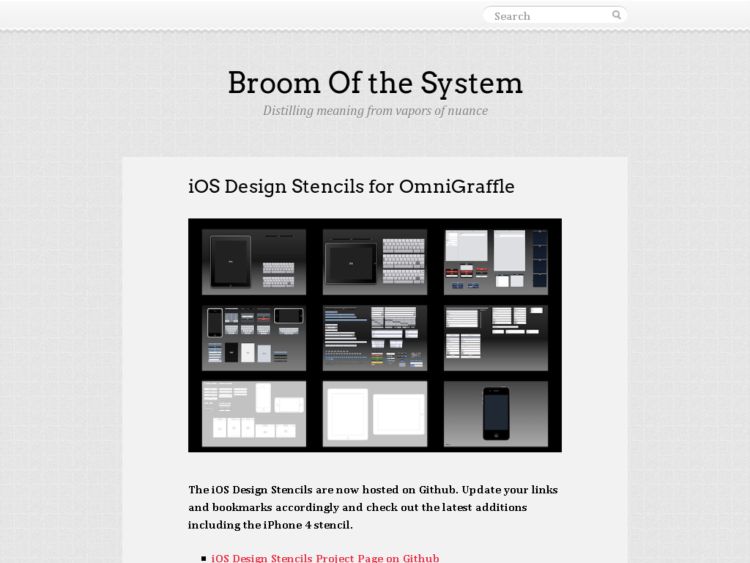 Search
Broom Of the System
Distilling meaning from vapors of nuance
iOS Design Stencils for OmniGraffle
The iOS Design Stencils are now hosted on Github. Update your links
and bookmarks accordingly and check out the latest additions
including the iPhone 4 stencil.
iOS Design Stencils Project Page on Github